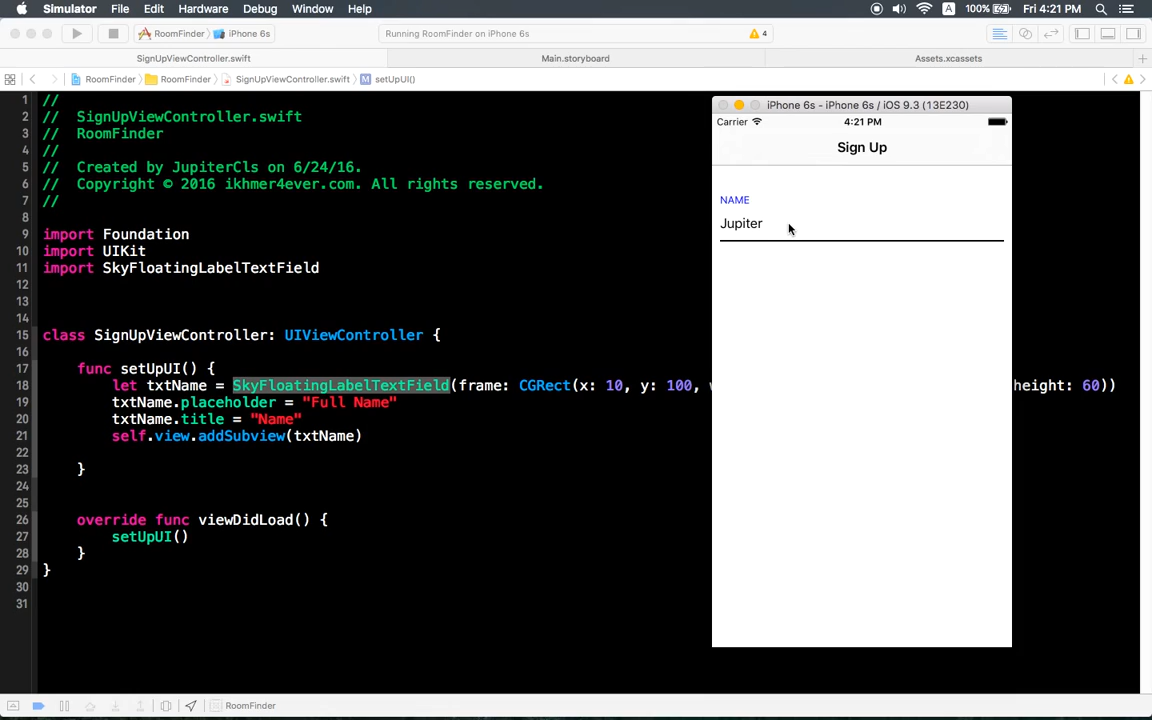 Simulator File Edit Hardware Debug Window Help A 100% Fri 4:21 PM
RoomFinder iPhone 6s Running RoomFinder on iPhone 6s 4
SignUpViewController.swift Main.storyboard Assets.xcassets
RoomFinder RoomFinder SignUpViewController.swift M setUpUI()
1 //
2 // SignUpViewController.swift
3 // RoomFinder
4 //
5 // Created by JupiterCls on 6/24/16.
6 // Copyright © 2016 ikhmer4ever.com. All rights reserved.
7 //
8
9 import Foundation
10 import UIKit
11 import SkyFloatingLabelTextField
12
13
14
15 class SignUpViewController: UIViewController {
16
17 func setUpUI() {
18 let txtName = SkyFloatingLabelTextField(frame: CGRect(x: 10, y: 100, height: 60))
19 txtName.placeholder = "Full Name"
20 txtName.title = "Name"
21 self.view.addSubview(txtName)
22
23 }
24
25
26 override func viewDidLoad() {
27 setUpUI()
28 }
29 }
30
31
iPhone 6s - iPhone 6s / iOS 9.3 (13E230)
Carrier 4:21 PM
Sign Up
NAME
Jupiter
RoomFinder